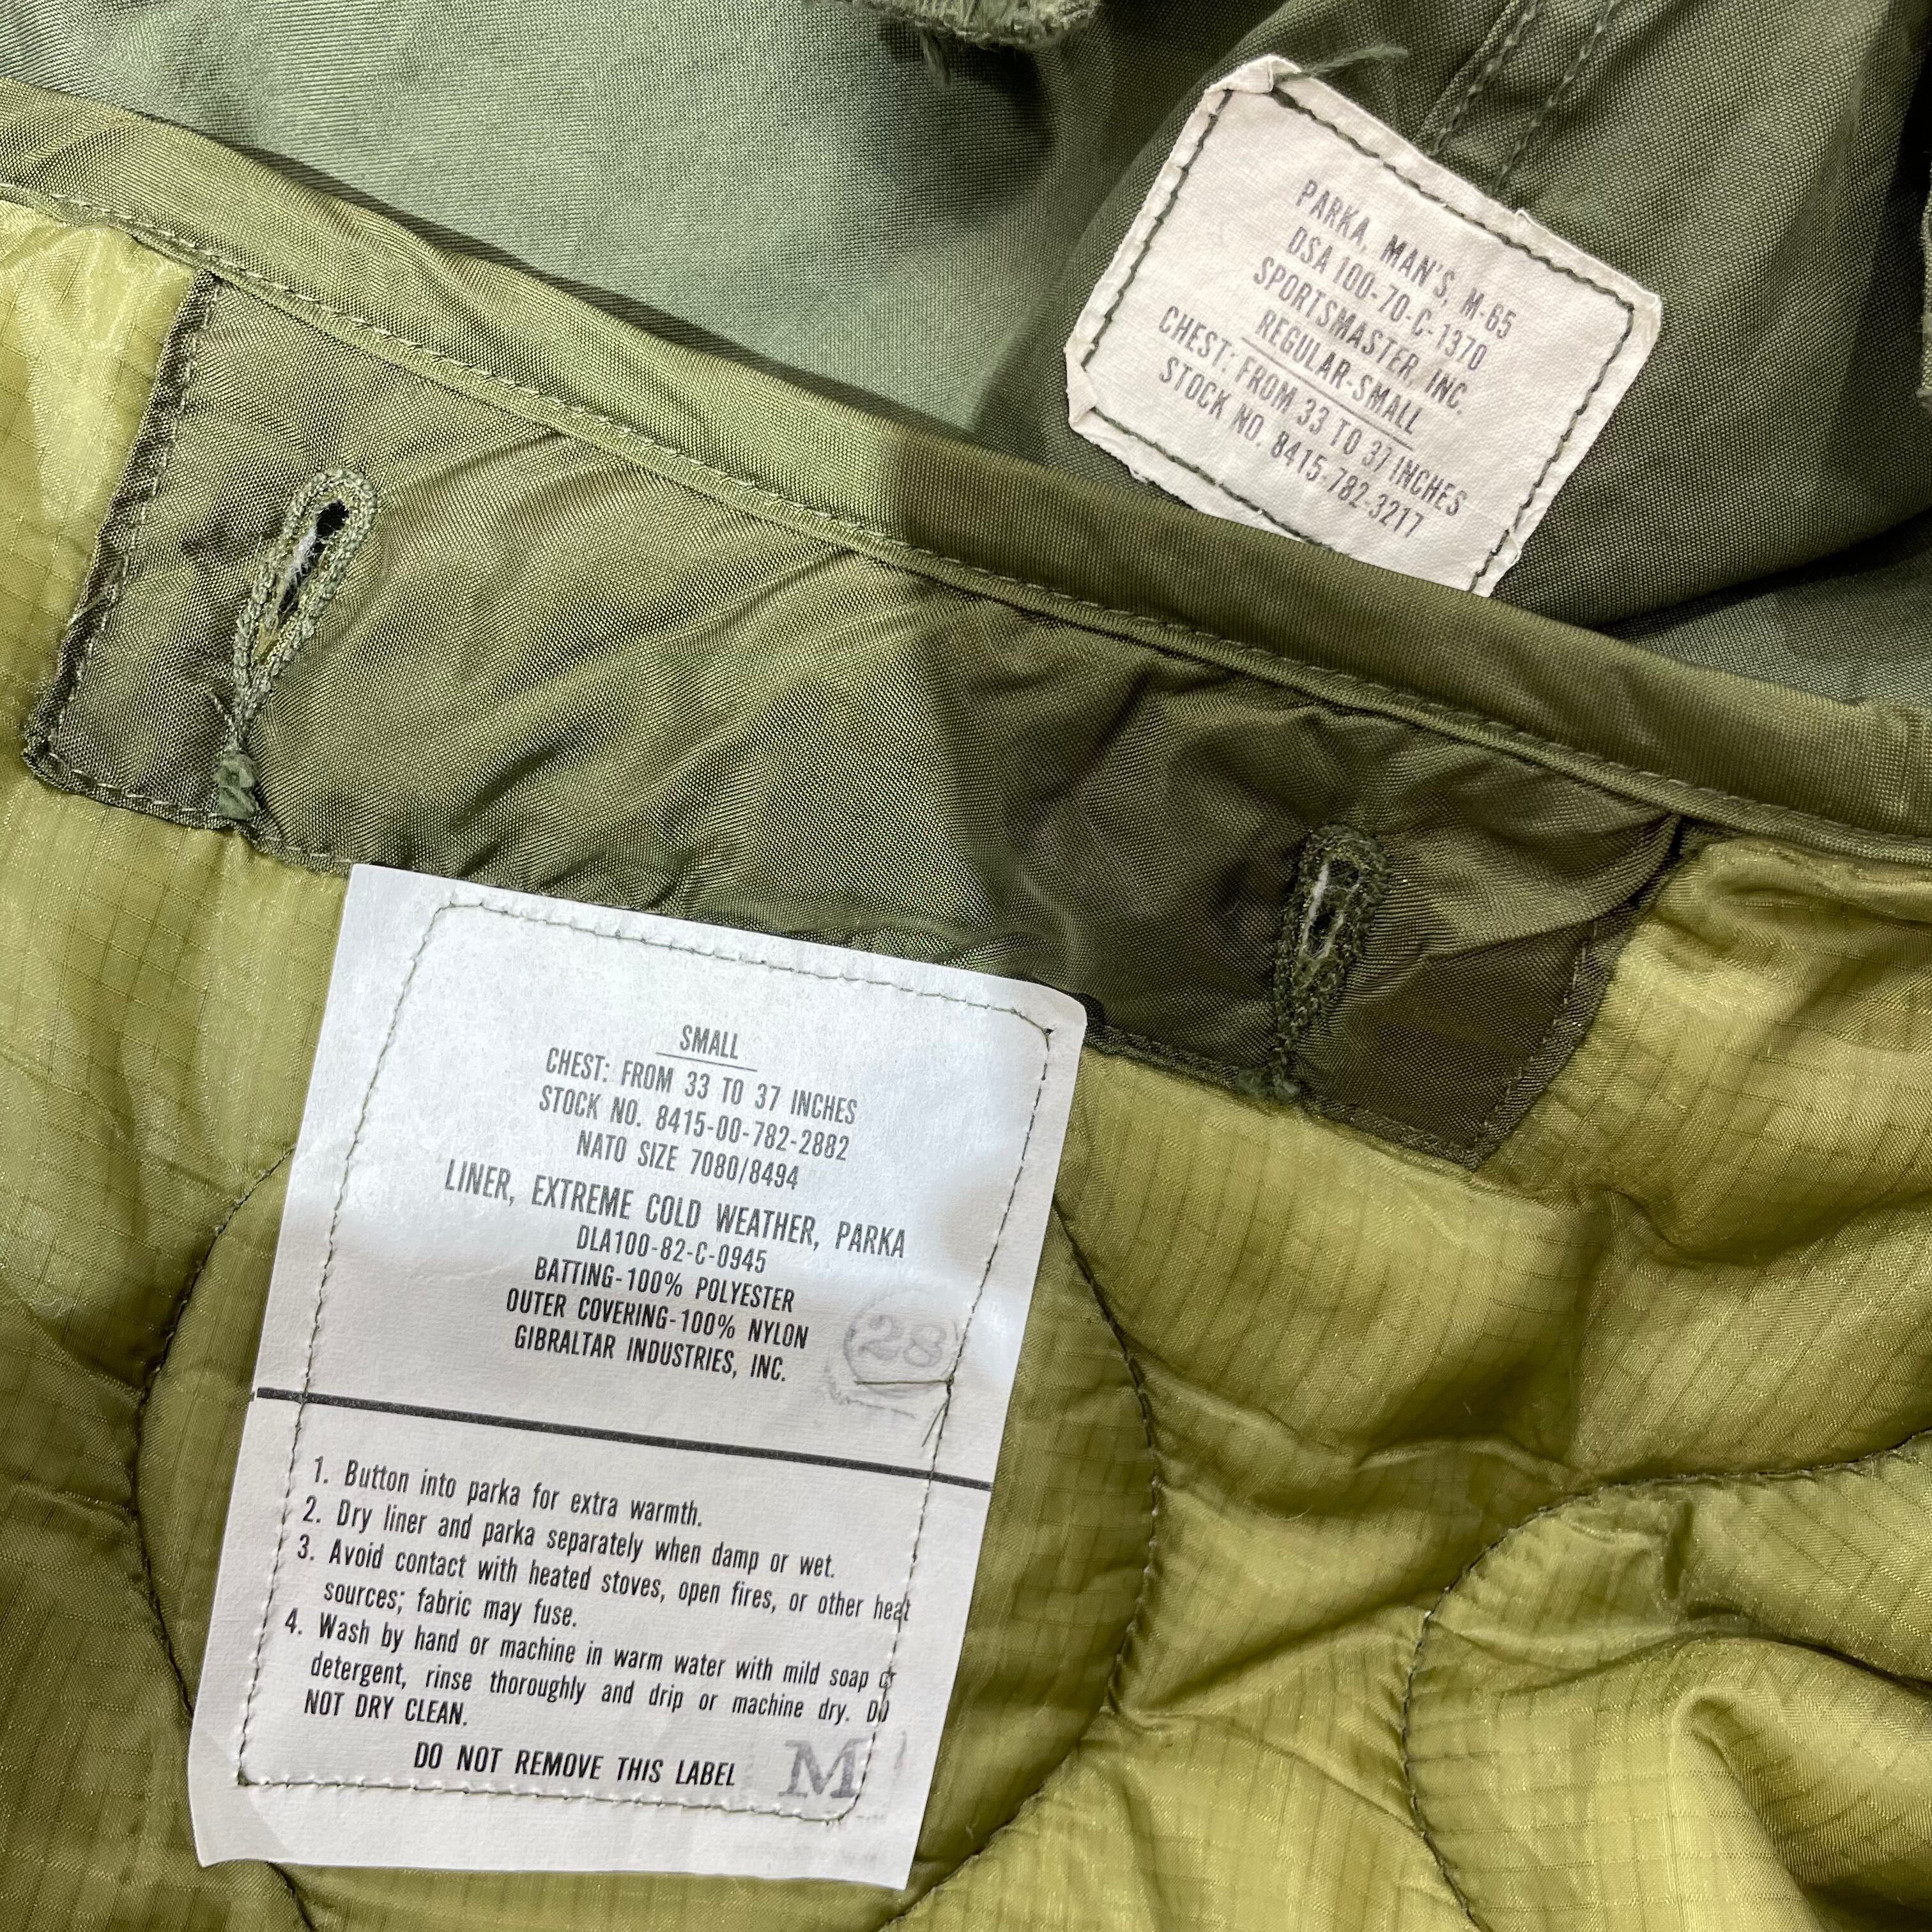 PARKA, MAN'S, M-65
DSA 100-70-C-1370
SPORTSMASTER, INC.
REGULAR-SMALL
CHEST: FROM 33 TO 37 INCHES
STOCK NO. 8415-782-3217
SMALL
CHEST: FROM 33 TO 37 INCHES
STOCK NO. 8415-00-782-2882
NATO SIZE 7080/8494
LINER, EXTREME COLD WEATHER, PARKA
DLA100-82-C-0945
BATTING-100% POLYESTER
OUTER COVERING-100% NYLON
GIBRALTAR INDUSTRIES, INC.
28
1. Button into parka for extra warmth.
2. Dry liner and parka separately when damp or wet.
3. Avoid contact with heated stoves, open fires, or other heat
sources; fabric may fuse.
4. Wash by hand or machine in warm water with mild soap or
detergent, rinse thoroughly and drip or machine dry. DO
NOT DRY CLEAN.
DO NOT REMOVE THIS LABEL
M